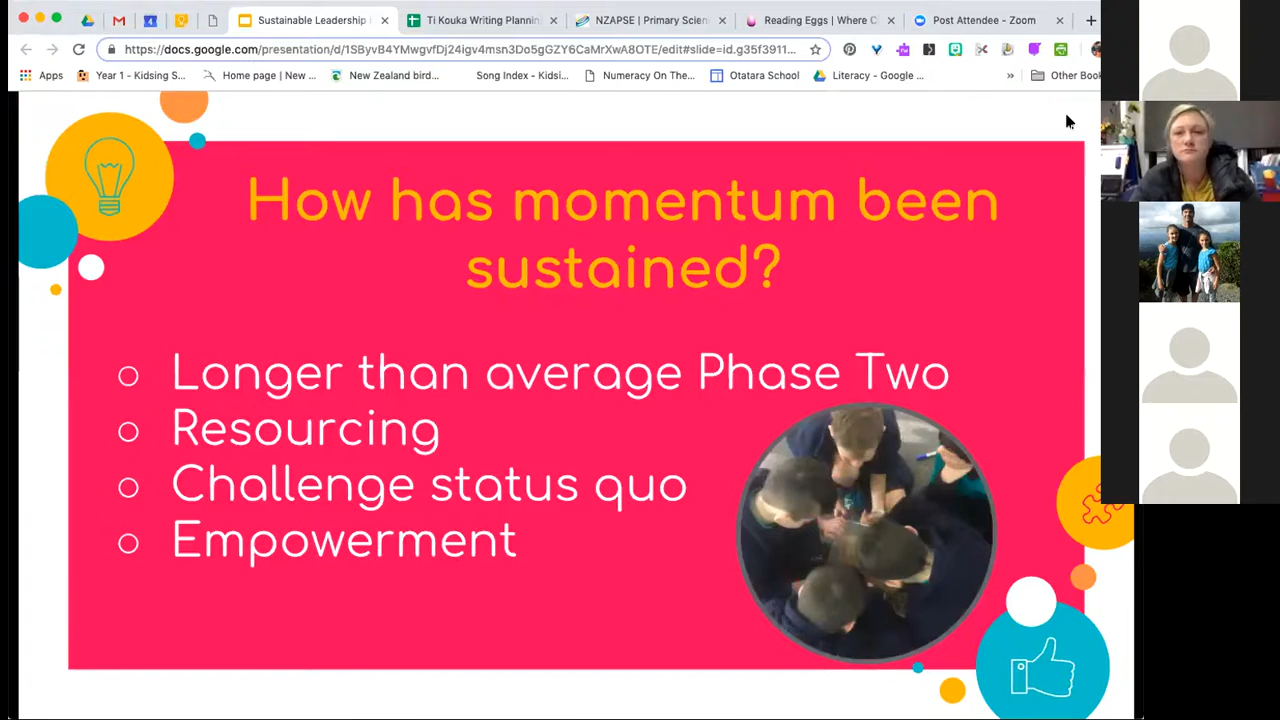 Sustainable Leadership
Ti Kouka Writing Plannin
NZAPSE | Primary Scien
Reading Eggs | Where C
Post Attendee - Zoom
https://docs.google.com/presentation/d/1SByvB4YMwgvfDj24igv4msn3Do5gGZY6CaMrXwA8OTE/edit#slide=id.g35f3911...
Apps
Year 1 - Kidsing S...
Home page | New ...
New Zealand bird...
Song Index - Kidsi...
Numeracy On The...
Otatara School
Literacy - Google ...
»
Other Book
How has momentum been
sustained?
Longer than average Phase Two
Resourcing
Challenge status quo
Empowerment